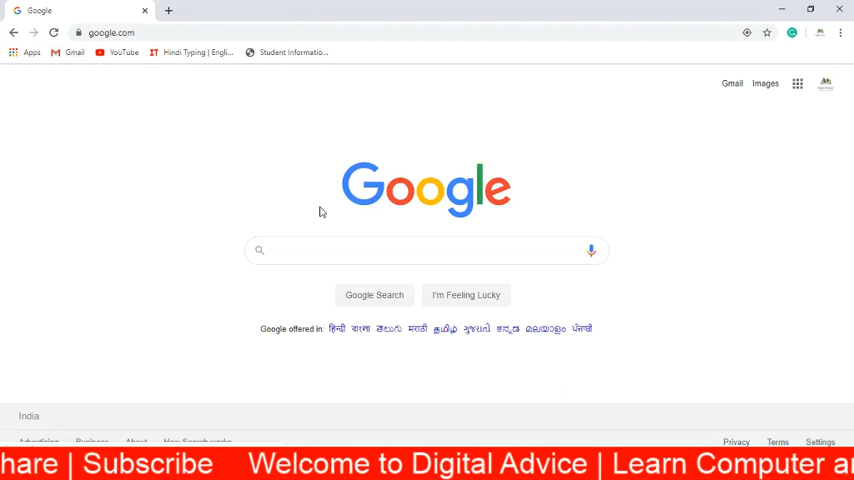 Google
google.com
Apps Gmail YouTube Hindi Typing | Engli... Student Informatio...
Gmail Images
Google
Google Search I'm Feeling Lucky
Google offered in: हिन्दी বাংলা తెలుగు मराठी தமிழ் ગુજરાતી ಕನ್ನಡ മലയാളം ਪੰਜਾਬੀ
India
Advertising Business About How Search works Privacy Terms Settings
hare | Subscribe Welcome to Digital Advice | Learn Computer a